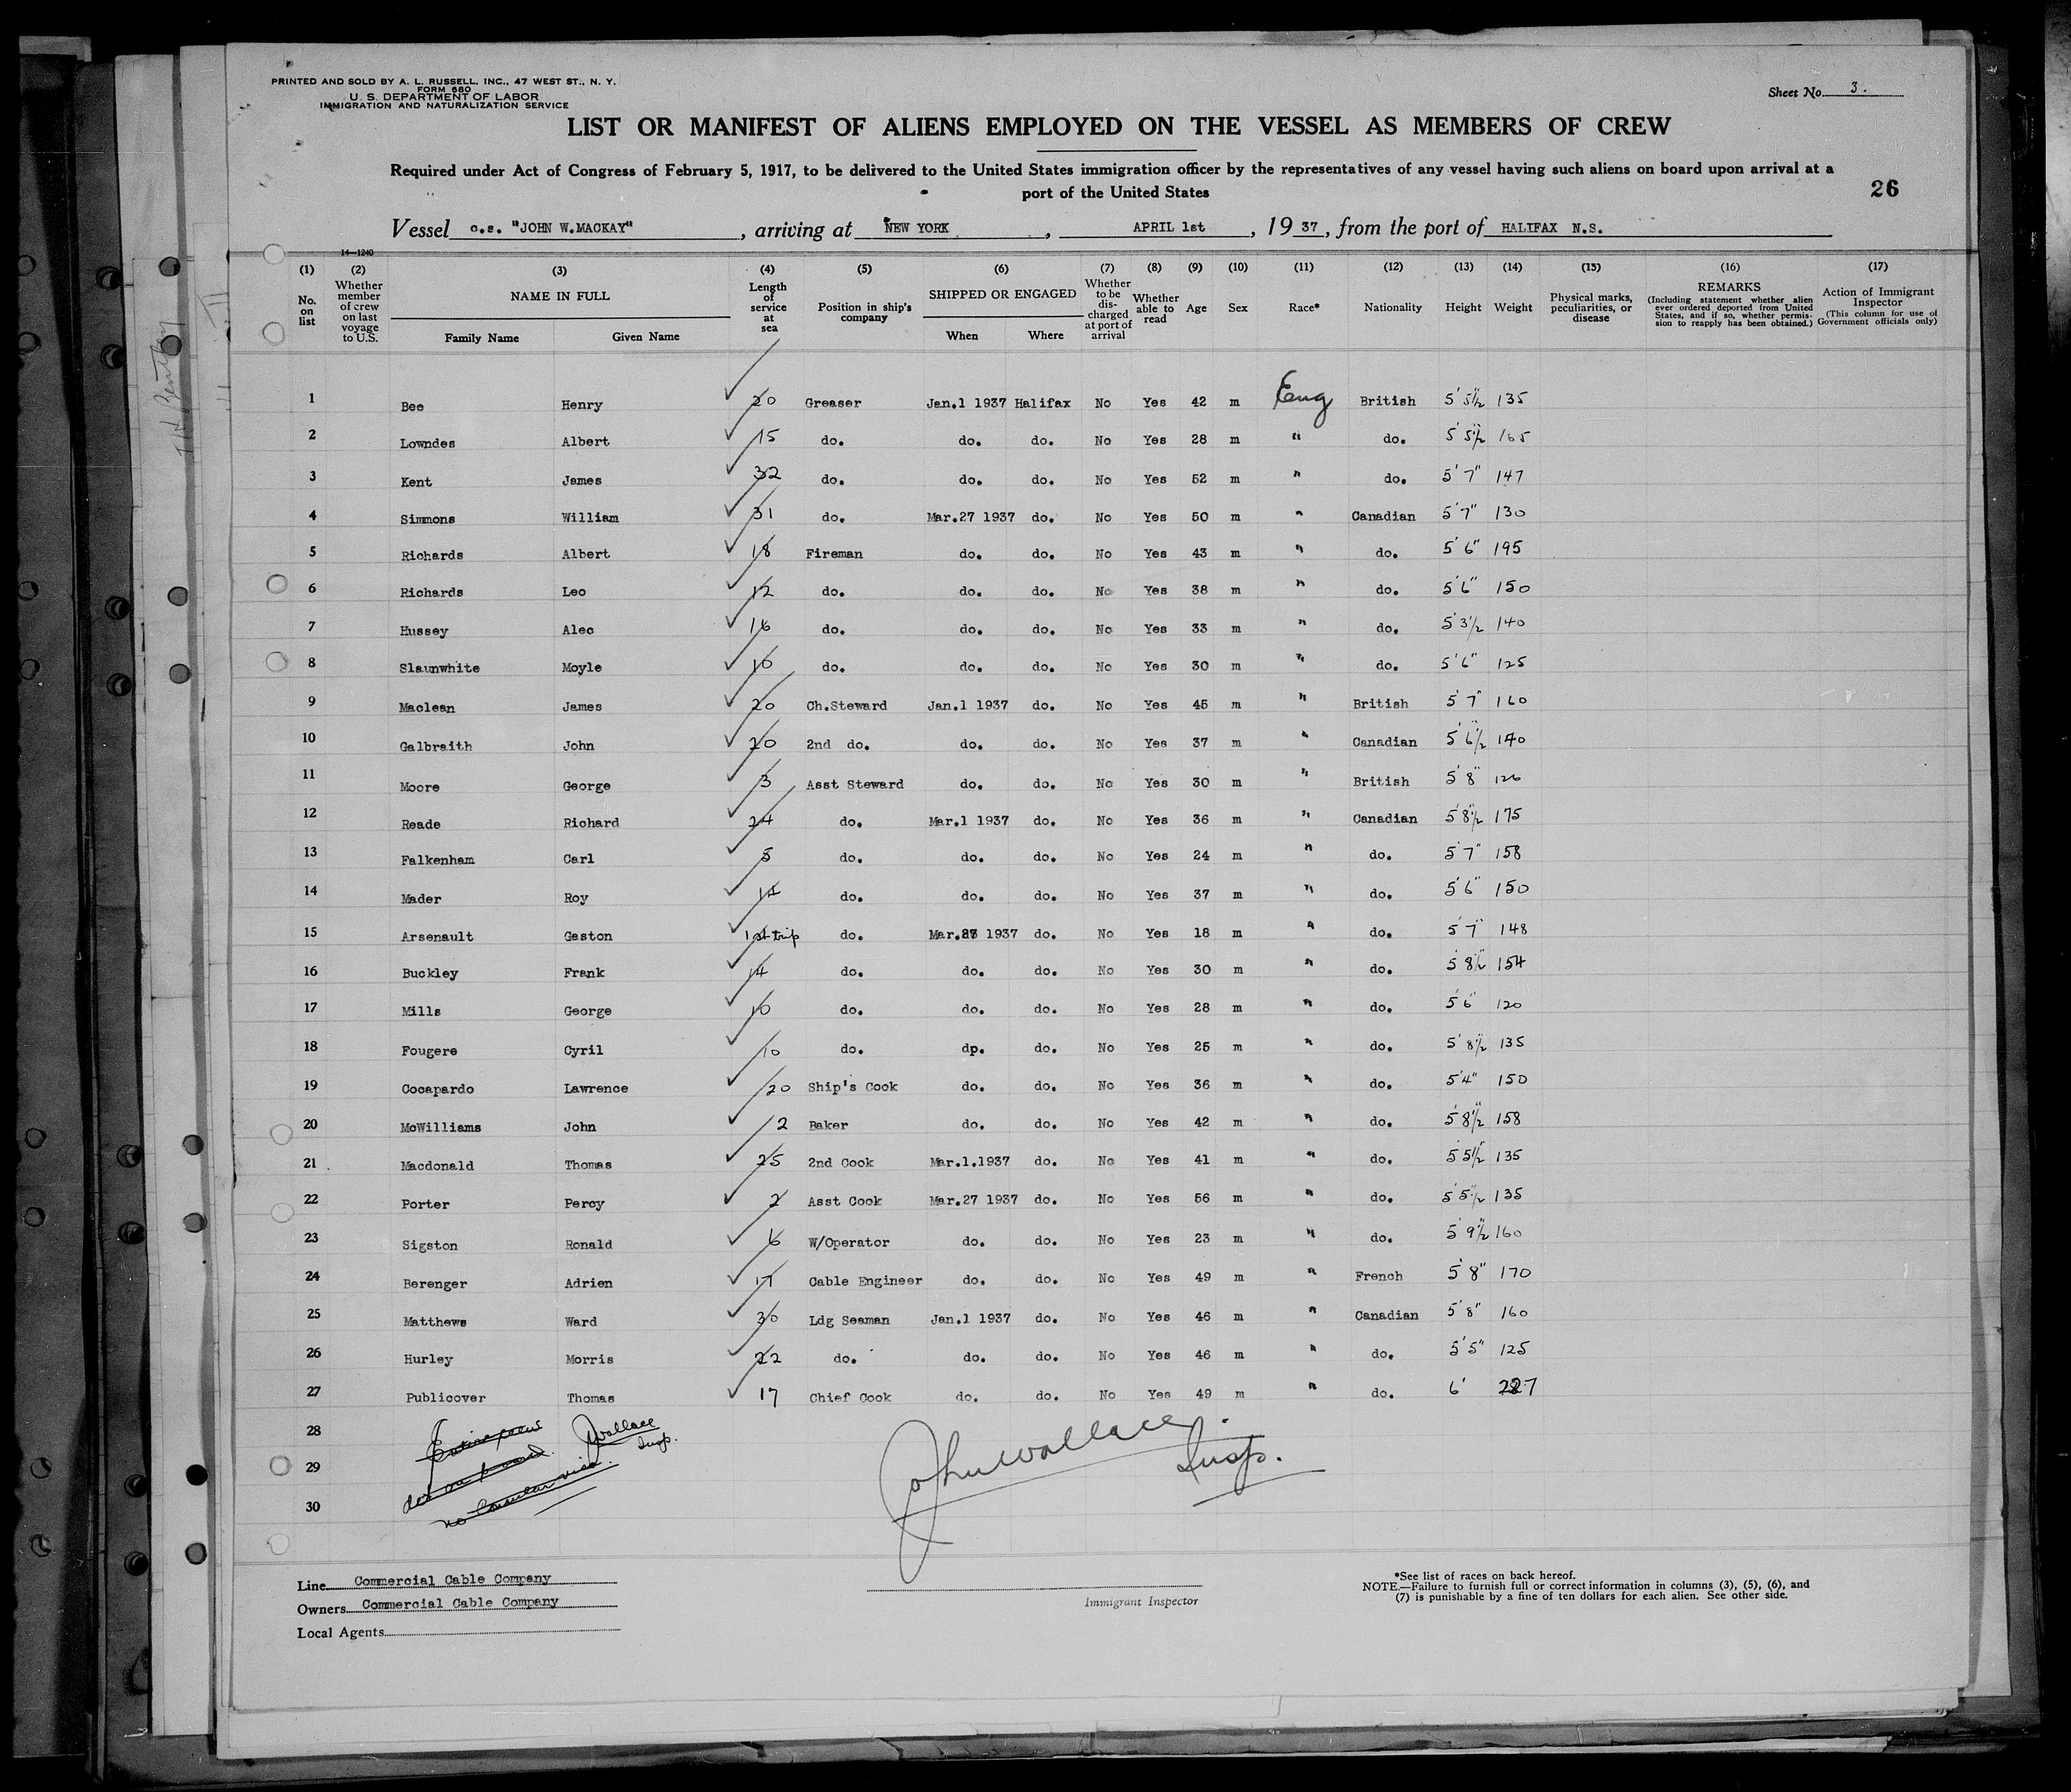 PRINTED AND SOLD BY A. L. RUSSELL, INC., 47 WEST ST., N. Y.
FORM 680
U. S. DEPARTMENT OF LABOR
IMMIGRATION AND NATURALIZATION SERVICE
Sheet No. 3.
LIST OR MANIFEST OF ALIENS EMPLOYED ON THE VESSEL AS MEMBERS OF CREW
Required under Act of Congress of February 5, 1917, to be delivered to the United States immigration officer by the representatives of any vessel having such aliens on board upon arrival at a
port of the United States
26
Vessel c.s. "JOHN W.MACKAY", arriving at NEW YORK, APRIL 1st, 1937, from the port of HALIFAX N.S.
14—1240
(1) (2) (3) (4) (5) (6) (7) (8) (9) (10) (11) (12) (13) (14) (15) (16) (17)
No. on list Whether member of crew on last voyage to U.S. NAME IN FULL Family Name Given Name Length of service at sea Position in ship's company SHIPPED OR ENGAGED When Where Whether to be discharged at port of arrival Whether able to read Age Sex Race* Nationality Height Weight Physical marks, peculiarities, or disease REMARKS (Including statement whether alien ever ordered deported from United States, and if so, whether permission to reapply has been obtained.) Action of Immigrant Inspector (This column for use of Government officials only)
1 Bee Henry 20 Greaser Jan.1 1937 Halifax No Yes 42 m Eng British 5' 5½ 135
2 Lowndes Albert 15 do. do. do. No Yes 28 m " do. 5' 5½ 165
3 Kent James 32 do. do. do. No Yes 52 m " do. 5' 7" 147
4 Simmons William 31 do. Mar.27 1937 do. No Yes 50 m " Canadian 5' 7" 130
5 Richards Albert 18 Fireman do. do. No Yes 43 m " do. 5' 6" 195
6 Richards Leo 12 do. do. do. No Yes 38 m " do. 5' 6" 150
7 Hussey Alec 16 do. do. do. No Yes 33 m " do. 5' 3½ 140
8 Slaunwhite Moyle 10 do. do. do. No Yes 30 m " do. 5' 6" 125
9 Maclean James 20 Ch.Steward Jan.1 1937 do. No Yes 45 m " British 5' 7" 160
10 Galbraith John 20 2nd do. do. do. No Yes 37 m " Canadian 5' 6½ 140
11 Moore George 3 Asst Steward do. do. No Yes 30 m " British 5' 8" 126
12 Reade Richard 24 do. Mar.1 1937 do. No Yes 36 m " Canadian 5' 8½ 175
13 Falkenham Carl 5 do. do. do. No Yes 24 m " do. 5' 7" 158
14 Mader Roy 14 do. do. do. No Yes 37 m " do. 5' 6" 150
15 Arsenault Gaston 1st trip do. Mar.27 1937 do. No Yes 18 m " do. 5' 7" 148
16 Buckley Frank 14 do. do. do. No Yes 30 m " do. 5' 8½ 154
17 Mills George 10 do. do. do. No Yes 28 m " do. 5' 6" 120
18 Fougere Cyril 10 do. dp. do. No Yes 25 m " do. 5' 8½ 135
19 Cocapardo Lawrence 20 Ship's Cook do. do. No Yes 36 m " do. 5' 4" 150
20 McWilliams John 2 Baker do. do. No Yes 42 m " do. 5' 8½ 158
21 Macdonald Thomas 25 2nd Cook Mar.1.1937 do. No Yes 41 m " do. 5' 5½ 135
22 Porter Percy 2 Asst Cook Mar.27 1937 do. No Yes 56 m " do. 5' 5½ 135
23 Sigston Ronald 6 W/Operator do. do. No Yes 23 m " do. 5' 9½ 160
24 Berenger Adrien 17 Cable Engineer do. do. No Yes 49 m " French 5' 8" 170
25 Matthews Ward 30 Ldg Seaman Jan.1 1937 do. No Yes 46 m " Canadian 5' 8" 160
26 Hurley Morris 22 do. do. do. No Yes 46 m " do. 5' 5" 125
27 Publicover Thomas 17 Chief Cook do. do. No Yes 49 m " do. 6' 227
28 Entire crew JWallace Insp.
29
30 no Consular visa.
John Wallace Insp.
Line Commercial Cable Company
Owners Commercial Cable Company
Local Agents
Immigrant Inspector
*See list of races on back hereof.
NOTE.—Failure to furnish full or correct information in columns (3), (5), (6), and
(7) is punishable by a fine of ten dollars for each alien. See other side.